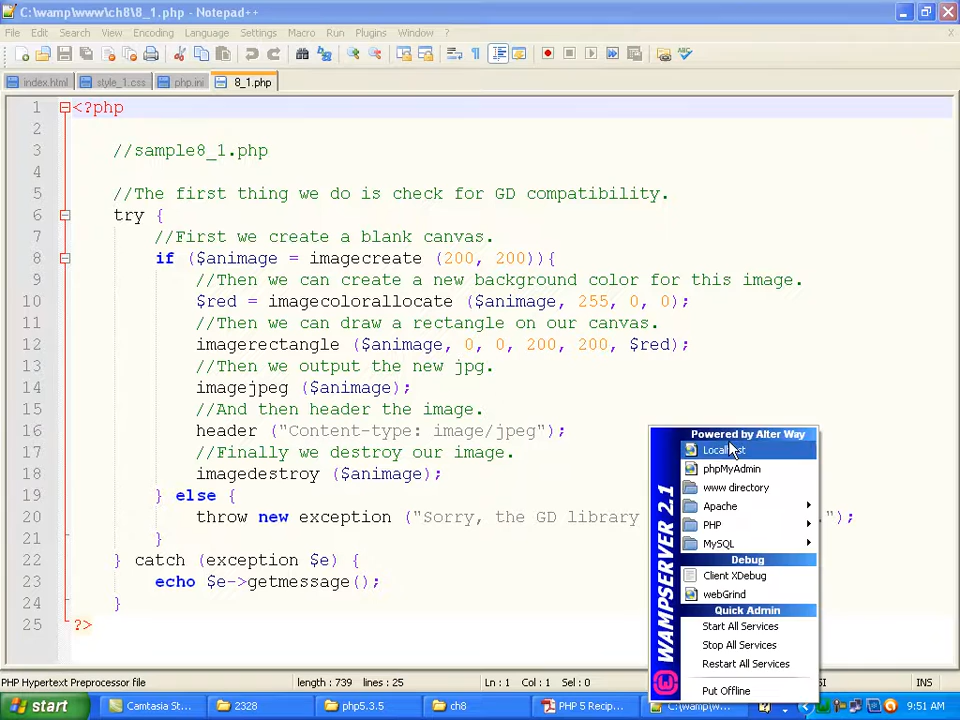 C:\wamp\www\ch8\8_1.php - Notepad++
File Edit Search View Encoding Language Settings Macro Run Plugins Window ? X
index.html style_1.css php.ini 8_1.php
1 <?php
2
3 //sample8_1.php
4
5 //The first thing we do is check for GD compatibility.
6 try {
7 //First we create a blank canvas.
8 if ($animage = imagecreate (200, 200)){
9 //Then we can create a new background color for this image.
10 $red = imagecolorallocate ($animage, 255, 0, 0);
11 //Then we can draw a rectangle on our canvas.
12 imagerectangle ($animage, 0, 0, 200, 200, $red);
13 //Then we output the new jpg.
14 imagejpeg ($animage);
15 //And then header the image.
16 header ("Content-type: image/jpeg");
17 //Finally we destroy our image.
18 imagedestroy ($animage);
19 } else {
20 throw new exception ("Sorry, the GD library ");
21 }
22 } catch (exception $e) {
23 echo $e->getmessage();
24 }
25 ?>
WAMPSERVER 2.1
Powered by Alter Way
Localhost
phpMyAdmin
www directory
Apache
PHP
MySQL
Debug
Client XDebug
webGrind
Quick Admin
Start All Services
Stop All Services
Restart All Services
Put Offline
PHP Hypertext Preprocessor file length : 739 lines : 25 Ln : 1 Col : 1 Sel : 0 INS
start Camtasia St... 2328 php5.3.5 ch8 PHP 5 Recip... C:\wamp\www... 9:51 AM